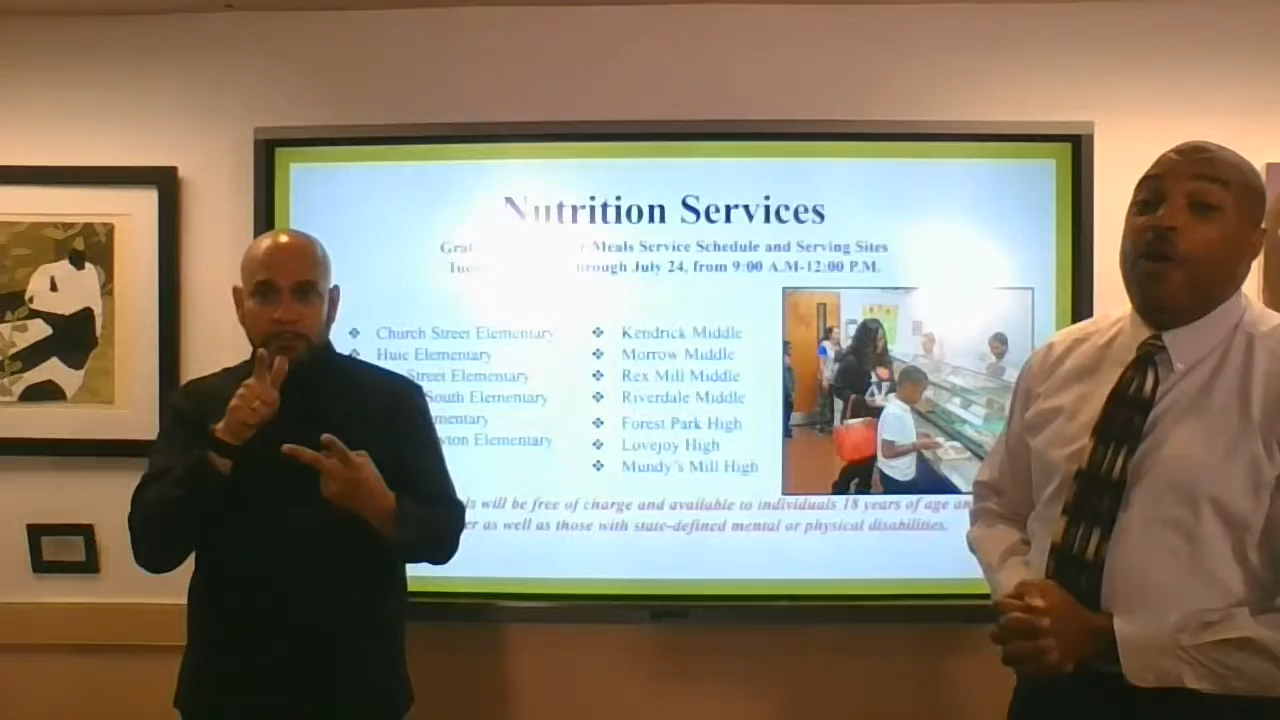 Nutrition Services
Meals Service Schedule and Serving Sites
through July 24, from 9:00 A.M-12:00 P.M.
❖ Church Street Elementary
Huie Elementary
Street Elementary
South Elementary
Elementary
❖ Kendrick Middle
❖ Morrow Middle
❖ Rex Mill Middle
❖ Riverdale Middle
❖ Forest Park High
❖ Lovejoy High
❖ Mundy's Mill High
will be free of charge and available to individuals 18 years of age
as well as those with state-defined mental or physical disabilities.